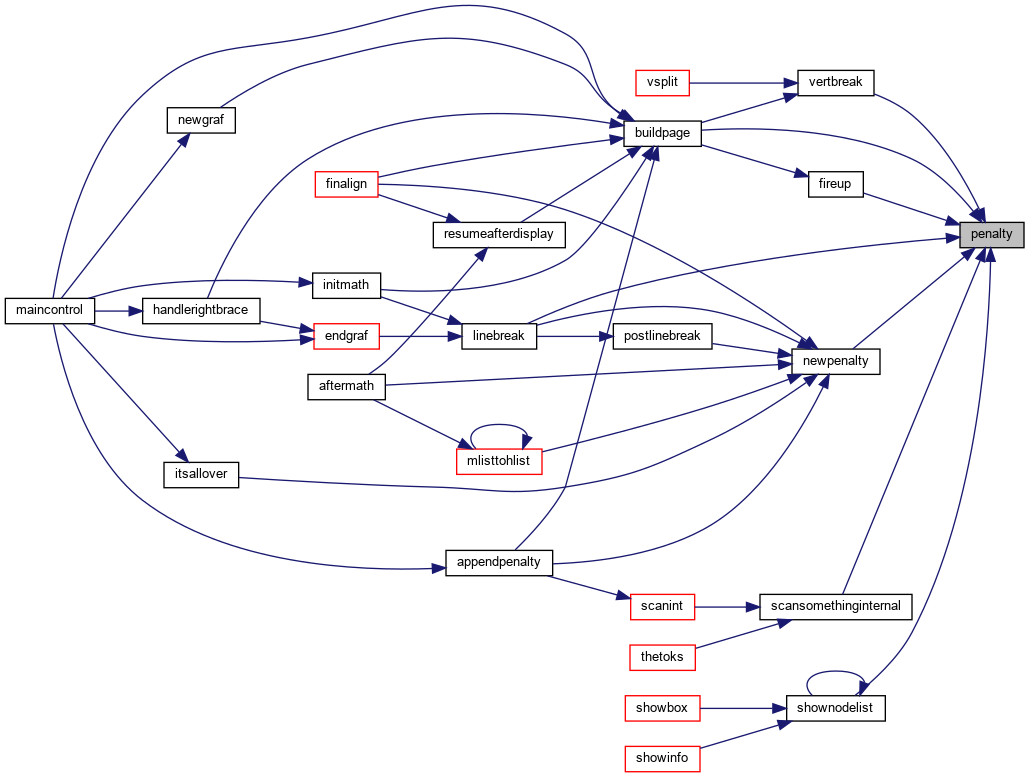 vsplit
vertbreak
newgraf
buildpage
finalign
fireup
resumeafterdisplay
penalty
initmath
maincontrol
handlerightbrace
endgraf
linebreak
postlinebreak
newpenalty
aftermath
mlisttohlist
itsallover
appendpenalty
scanint
scansomethinginternal
thetoks
showbox
shownodelist
showinfo